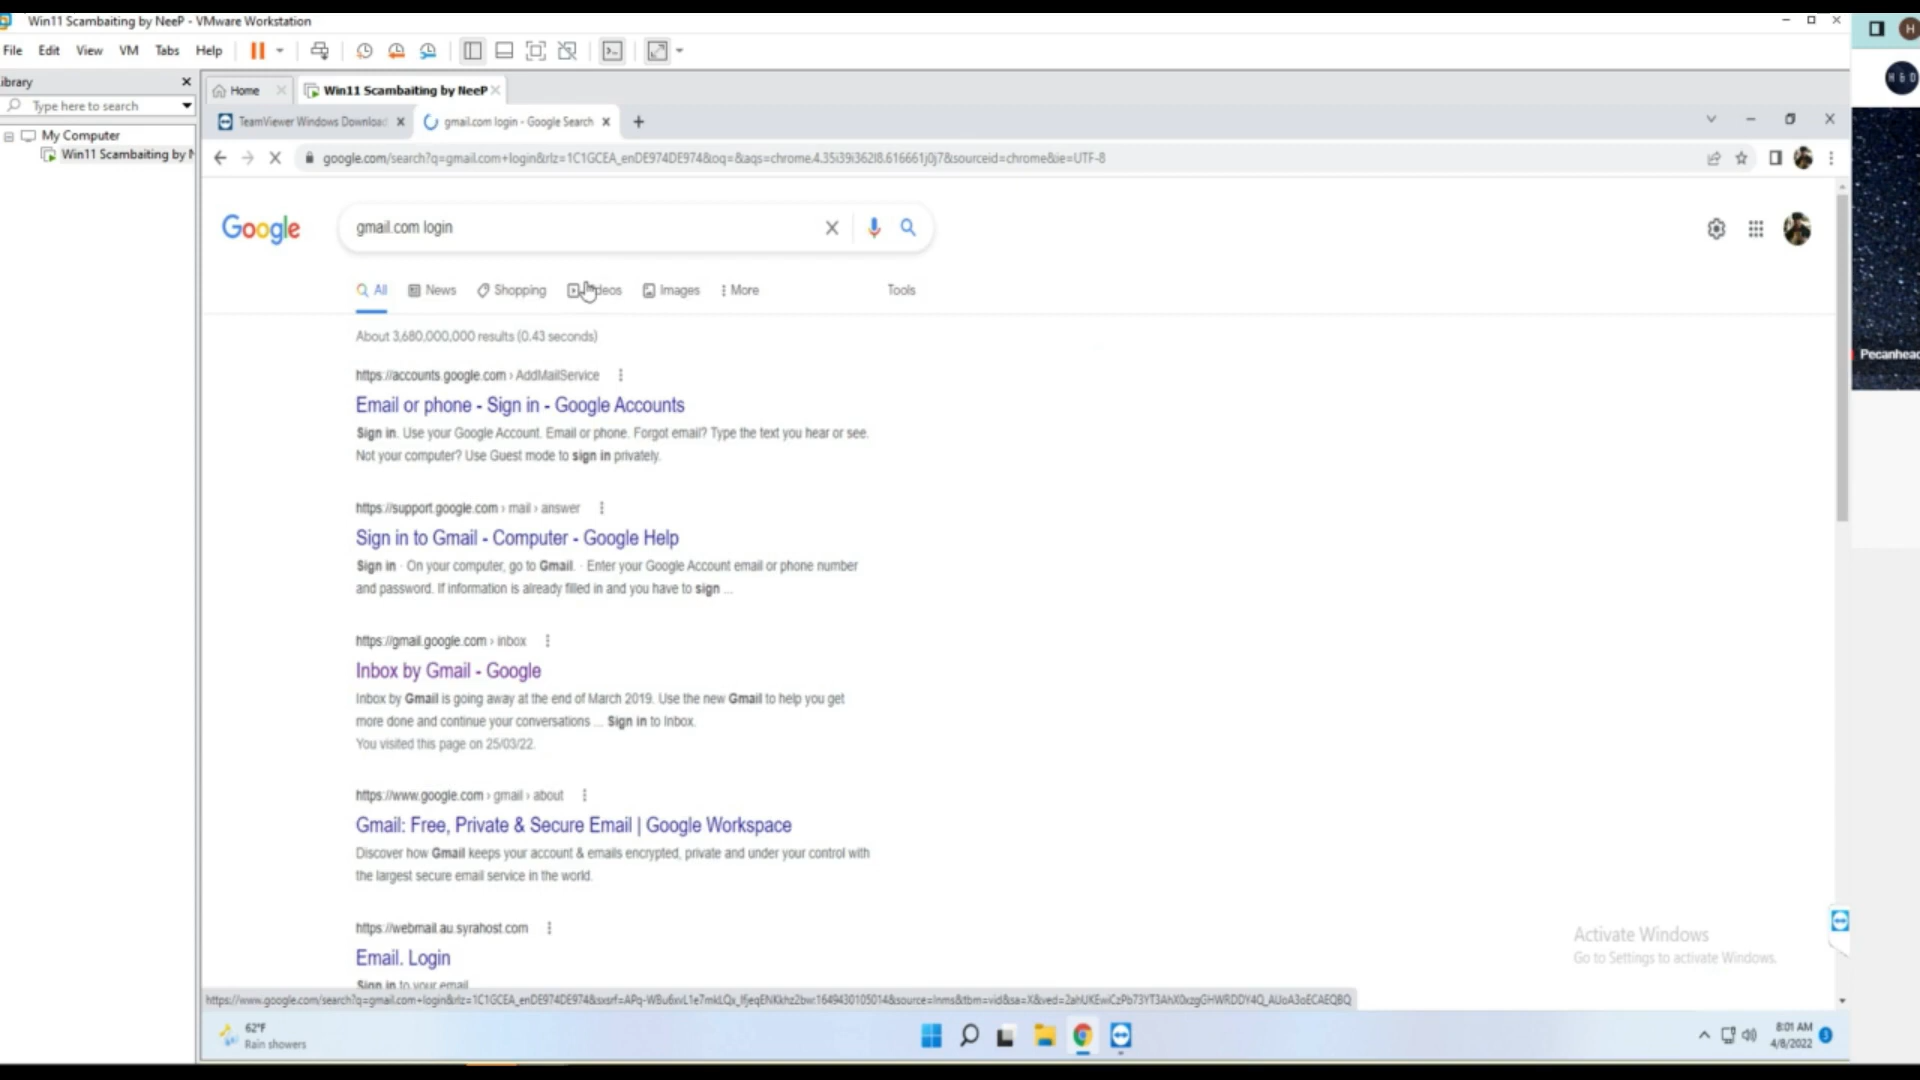 Win11 Scambaiting by NeeP - VMware Workstation
File Edit View VM Tabs Help
ibrary
Type here to search
My Computer
Win11 Scambaiting by N
Home
Win11 Scambaiting by NeeP
TeamViewer Windows Download
gmail.com login - Google Search
google.com/search?q=gmail.com+login&rlz=1C1GCEA_enDE974DE974&oq=&aqs=chrome.4.35i39i362l8.616661j0j7&sourceid=chrome&ie=UTF-8
H
H & D
Google
gmail.com login
All News Shopping Images More Tools
About 3,680,000,000 results (0.43 seconds)
https://accounts.google.com › AddMailService
Email or phone - Sign in - Google Accounts
Sign in. Use your Google Account. Email or phone. Forgot email? Type the text you hear or see.
Not your computer? Use Guest mode to sign in privately.
https://support.google.com › mail › answer
Sign in to Gmail - Computer - Google Help
Sign in · On your computer, go to Gmail. · Enter your Google Account email or phone number
and password. If information is already filled in and you have to sign ...
https://gmail.google.com › inbox
Inbox by Gmail - Google
Inbox by Gmail is going away at the end of March 2019. Use the new Gmail to help you get
more done and continue your conversations ... Sign in to Inbox.
You visited this page on 25/03/22.
https://www.google.com › gmail › about
Gmail: Free, Private & Secure Email | Google Workspace
Discover how Gmail keeps your account & emails encrypted, private and under your control with
the largest secure email service in the world.
https://webmail.au.syrahost.com
Email. Login
Sign in to your email
Pecanhead
Activate Windows
Go to Settings to activate Windows.
62°F
Rain showers
8:01 AM
4/8/2022
3